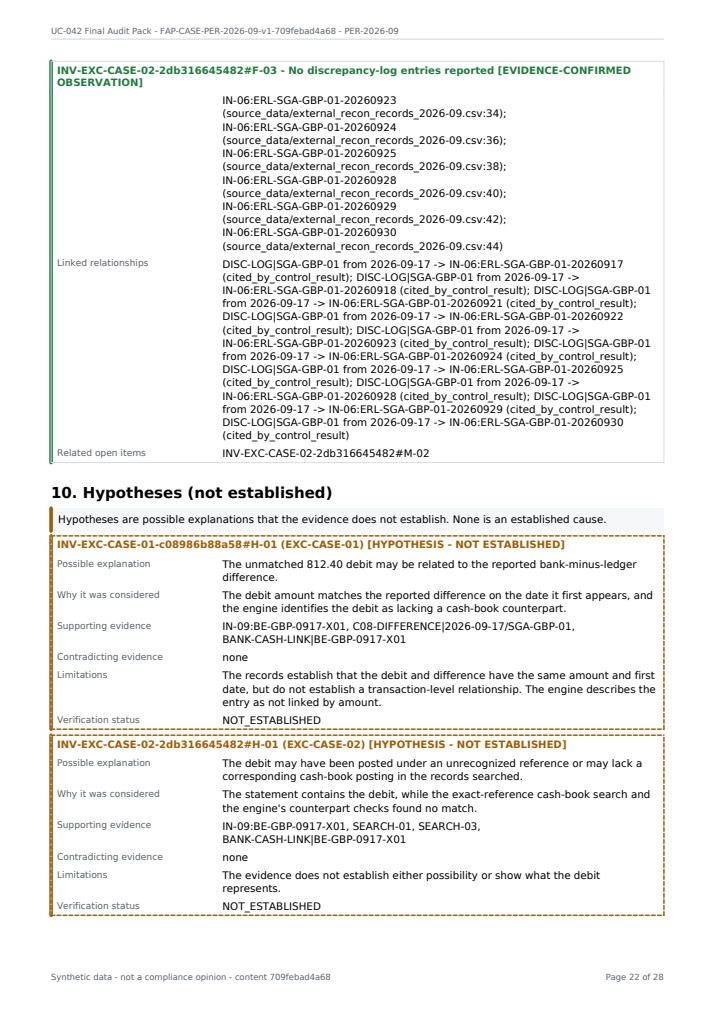 UC-042 Final Audit Pack - FAP-CASE-PER-2026-09-v1-709febad4a68 - PER-2026-09
INV-EXC-CASE-02-2db316645482#F-03 - No discrepancy-log entries reported [EVIDENCE-CONFIRMED
OBSERVATION]
IN-06:ERL-SGA-GBP-01-20260923
(source_data/external_recon_records_2026-09.csv:34);
IN-06:ERL-SGA-GBP-01-20260924
(source_data/external_recon_records_2026-09.csv:36);
IN-06:ERL-SGA-GBP-01-20260925
(source_data/external_recon_records_2026-09.csv:38);
IN-06:ERL-SGA-GBP-01-20260928
(source_data/external_recon_records_2026-09.csv:40);
IN-06:ERL-SGA-GBP-01-20260929
(source_data/external_recon_records_2026-09.csv:42);
IN-06:ERL-SGA-GBP-01-20260930
(source_data/external_recon_records_2026-09.csv:44)
Linked relationships
DISC-LOG|SGA-GBP-01 from 2026-09-17 -> IN-06:ERL-SGA-GBP-01-20260917
(cited_by_control_result); DISC-LOG|SGA-GBP-01 from 2026-09-17 ->
IN-06:ERL-SGA-GBP-01-20260918 (cited_by_control_result); DISC-LOG|SGA-GBP-01
from 2026-09-17 -> IN-06:ERL-SGA-GBP-01-20260921 (cited_by_control_result);
DISC-LOG|SGA-GBP-01 from 2026-09-17 -> IN-06:ERL-SGA-GBP-01-20260922
(cited_by_control_result); DISC-LOG|SGA-GBP-01 from 2026-09-17 ->
IN-06:ERL-SGA-GBP-01-20260923 (cited_by_control_result); DISC-LOG|SGA-GBP-01
from 2026-09-17 -> IN-06:ERL-SGA-GBP-01-20260924 (cited_by_control_result);
DISC-LOG|SGA-GBP-01 from 2026-09-17 -> IN-06:ERL-SGA-GBP-01-20260925
(cited_by_control_result); DISC-LOG|SGA-GBP-01 from 2026-09-17 ->
IN-06:ERL-SGA-GBP-01-20260928 (cited_by_control_result); DISC-LOG|SGA-GBP-01
from 2026-09-17 -> IN-06:ERL-SGA-GBP-01-20260929 (cited_by_control_result);
DISC-LOG|SGA-GBP-01 from 2026-09-17 -> IN-06:ERL-SGA-GBP-01-20260930
(cited_by_control_result)
Related open items INV-EXC-CASE-02-2db316645482#M-02
10. Hypotheses (not established)
Hypotheses are possible explanations that the evidence does not establish. None is an established cause.
INV-EXC-CASE-01-c08986b88a58#H-01 (EXC-CASE-01) [HYPOTHESIS - NOT ESTABLISHED]
Possible explanation The unmatched 812.40 debit may be related to the reported bank-minus-ledger
difference.
Why it was considered The debit amount matches the reported difference on the date it first appears, and
the engine identifies the debit as lacking a cash-book counterpart.
Supporting evidence IN-09:BE-GBP-0917-X01, C08-DIFFERENCE|2026-09-17/SGA-GBP-01,
BANK-CASH-LINK|BE-GBP-0917-X01
Contradicting evidence none
Limitations The records establish that the debit and difference have the same amount and first
date, but do not establish a transaction-level relationship. The engine describes the
entry as not linked by amount.
Verification status NOT_ESTABLISHED
INV-EXC-CASE-02-2db316645482#H-01 (EXC-CASE-02) [HYPOTHESIS - NOT ESTABLISHED]
Possible explanation The debit may have been posted under an unrecognized reference or may lack a
corresponding cash-book posting in the records searched.
Why it was considered The statement contains the debit, while the exact-reference cash-book search and
the engine's counterpart checks found no match.
Supporting evidence IN-09:BE-GBP-0917-X01, SEARCH-01, SEARCH-03,
BANK-CASH-LINK|BE-GBP-0917-X01
Contradicting evidence none
Limitations The evidence does not establish either possibility or show what the debit
represents.
Verification status NOT_ESTABLISHED
Synthetic data - not a compliance opinion - content 709febad4a68 Page 22 of 28